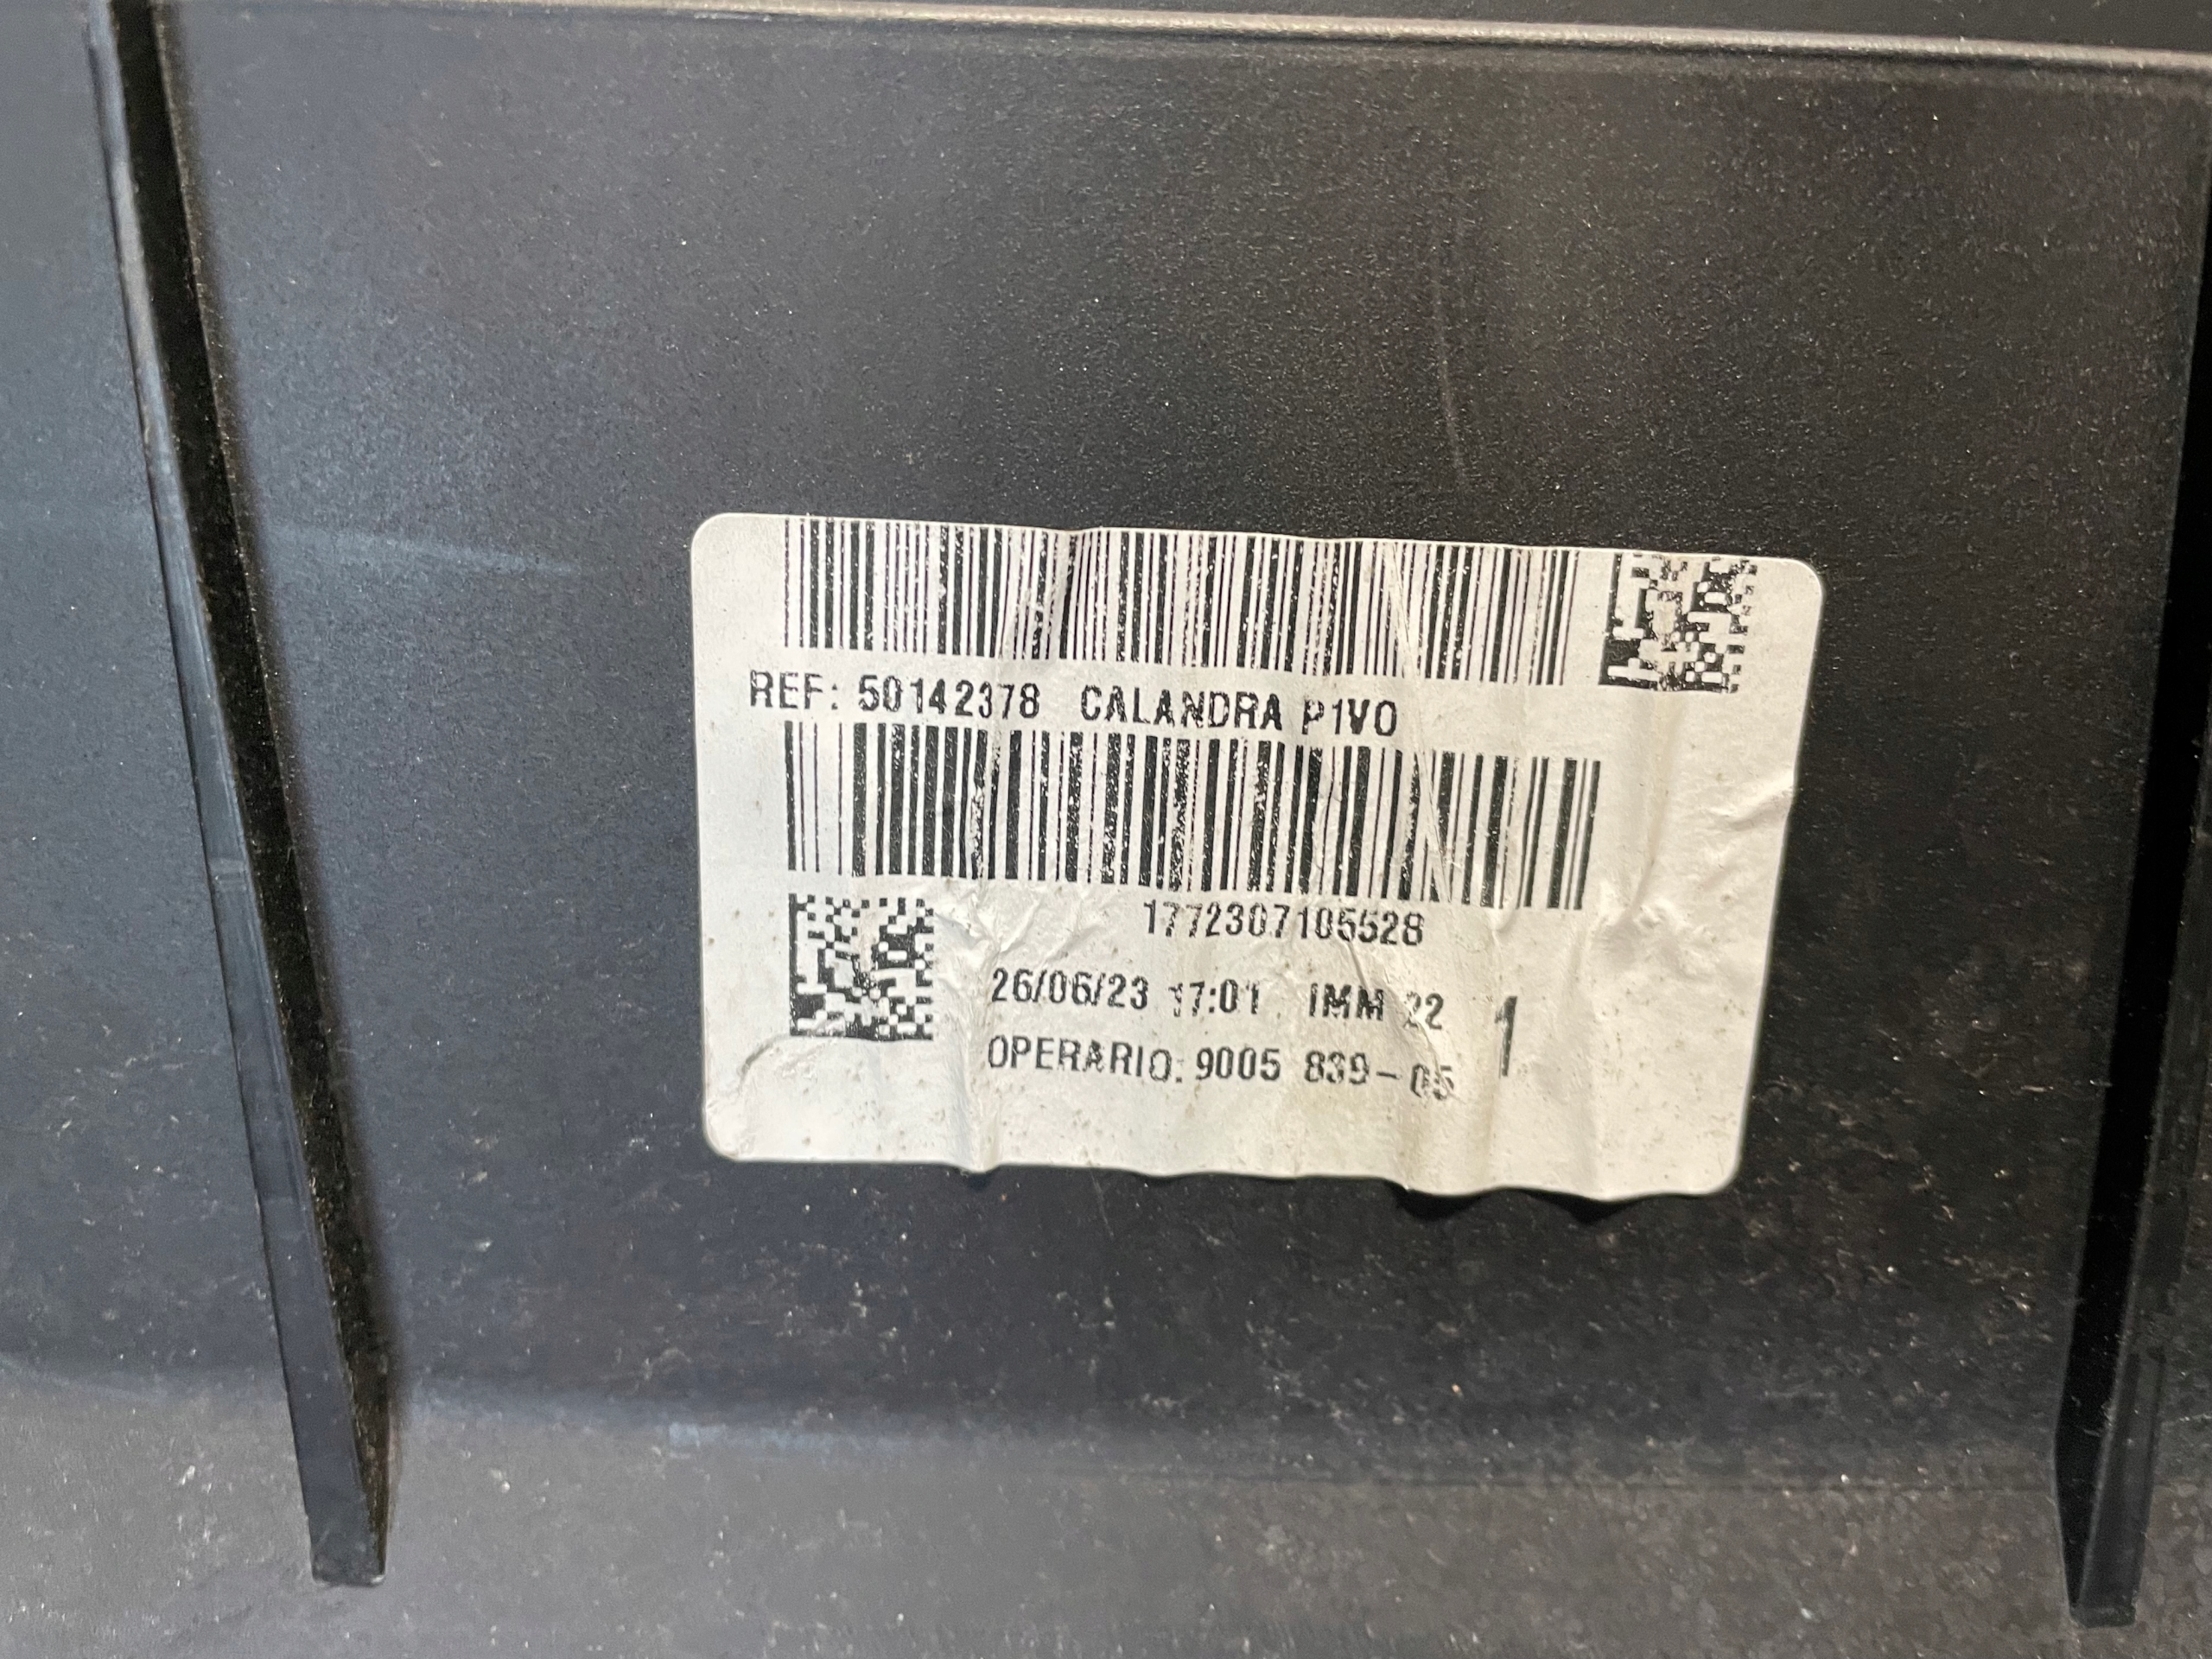 REF: 50142378 CALANDRA P1VO
1772307105528
26/06/23 17:01 IMM 22 1
OPERARIO: 9005 839-05